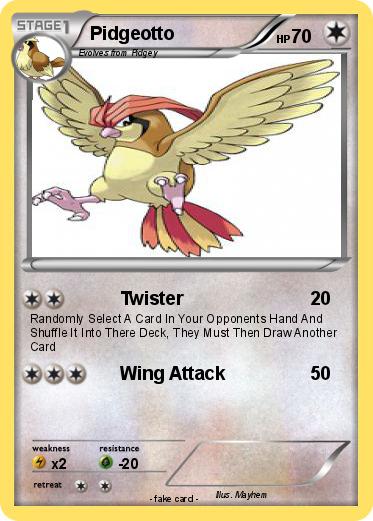 STAGE1
Pidgeotto
HP70
Evolves from Pidgey
Twister 20
Randomly Select A Card In Your Opponents Hand And
Shuffle It Into There Deck, They Must Then Draw Another
Card
Wing Attack 50
weakness resistance
x2 -20
retreat
- fake card -
Illus. Mayhem